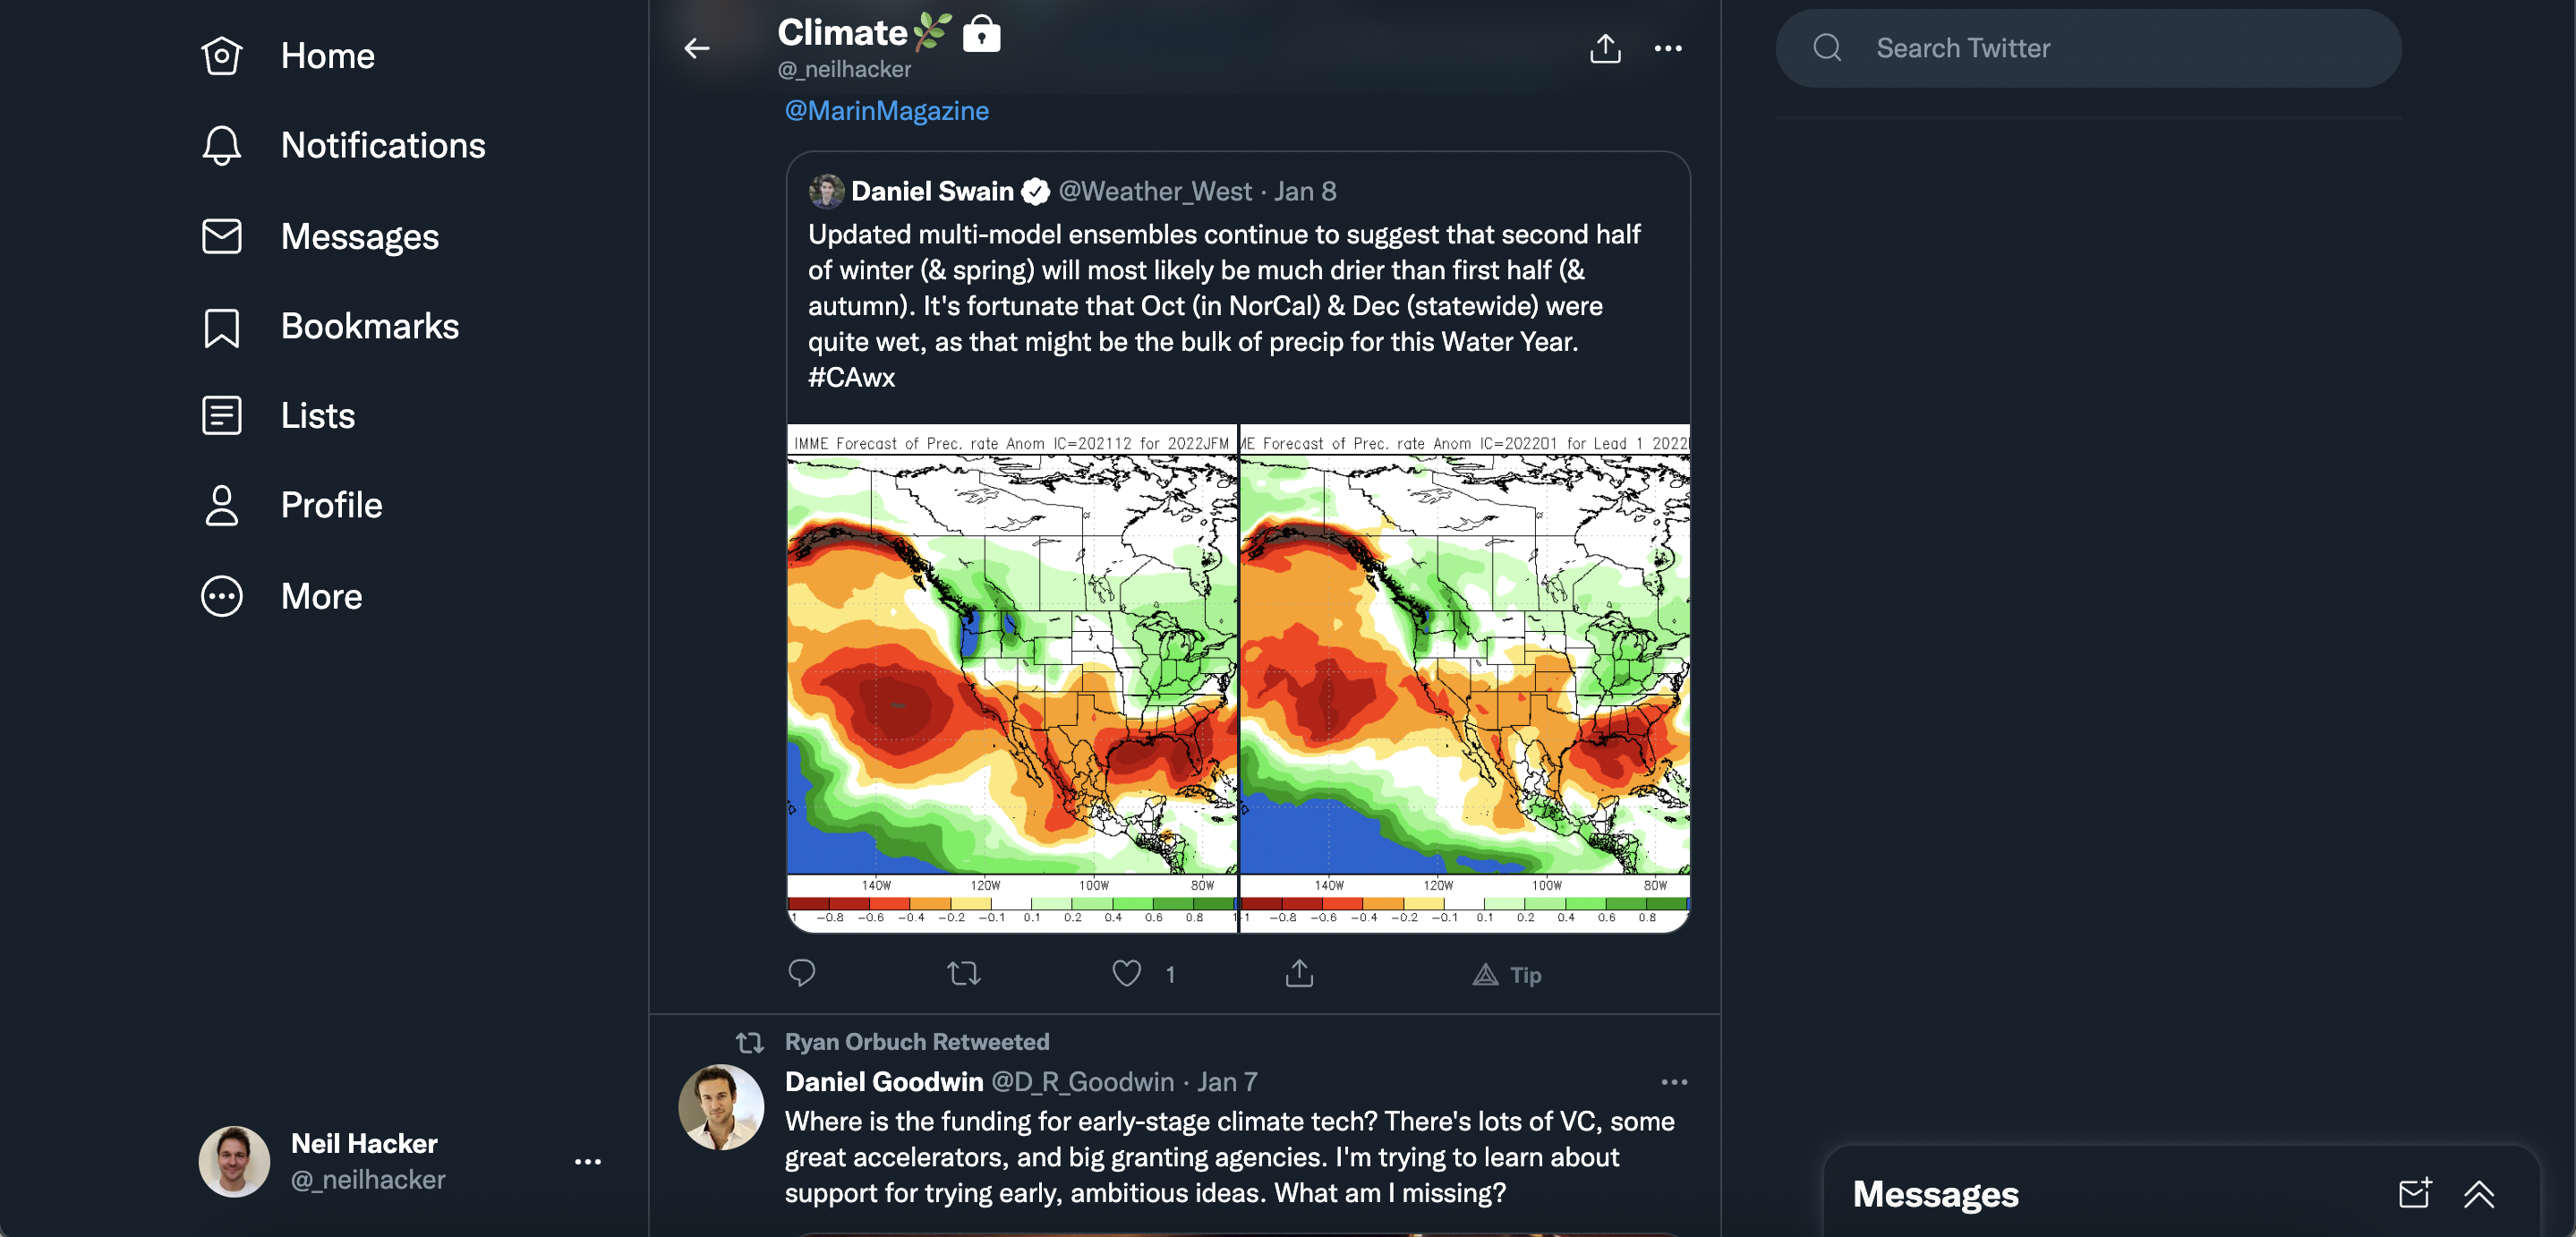 Home
Notifications
Messages
Bookmarks
Lists
Profile
More
Neil Hacker
@_neilhacker
Climate
@_neilhacker
@MarinMagazine
Daniel Swain @Weather_West · Jan 8
Updated multi-model ensembles continue to suggest that second half
of winter (& spring) will most likely be much drier than first half (&
autumn). It's fortunate that Oct (in NorCal) & Dec (statewide) were
quite wet, as that might be the bulk of precip for this Water Year.
#CAwx
IMME Forecast of Prec. rate Anom IC=202112 for 2022JFM
140W 120W 100W 80W
1 −0.8 −0.6 −0.4 −0.2 −0.1 0.1 0.2 0.4 0.6 0.8
ME Forecast of Prec. rate Anom IC=202201 for Lead 1 2022
140W 120W 100W 80W
-1 −0.8 −0.6 −0.4 −0.2 −0.1 0.1 0.2 0.4 0.6 0.8
1
Tip
Ryan Orbuch Retweeted
Daniel Goodwin @D_R_Goodwin · Jan 7
Where is the funding for early-stage climate tech? There's lots of VC, some
great accelerators, and big granting agencies. I'm trying to learn about
support for trying early, ambitious ideas. What am I missing?
Search Twitter
Messages